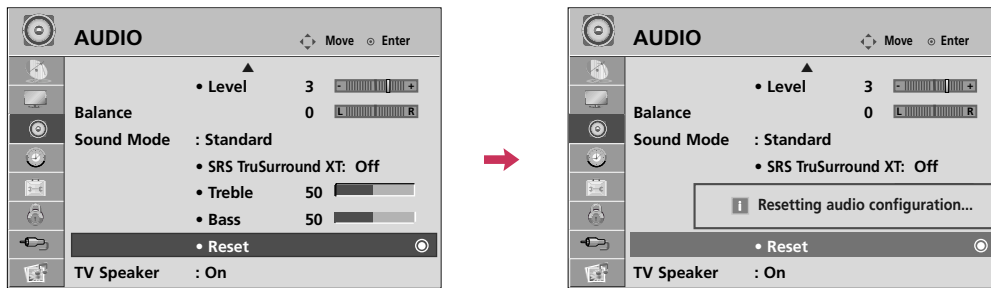 AUDIO
Move
Enter
• Level 3 - +
Balance 0 L R
Sound Mode : Standard
• SRS TruSurround XT: Off
• Treble 50
• Bass 50
• Reset
TV Speaker : On
AUDIO
Move
Enter
• Level 3 - +
Balance 0 L R
Sound Mode : Standard
• SRS TruSurround XT: Off
i Resetting audio configuration...
• Reset
TV Speaker : On